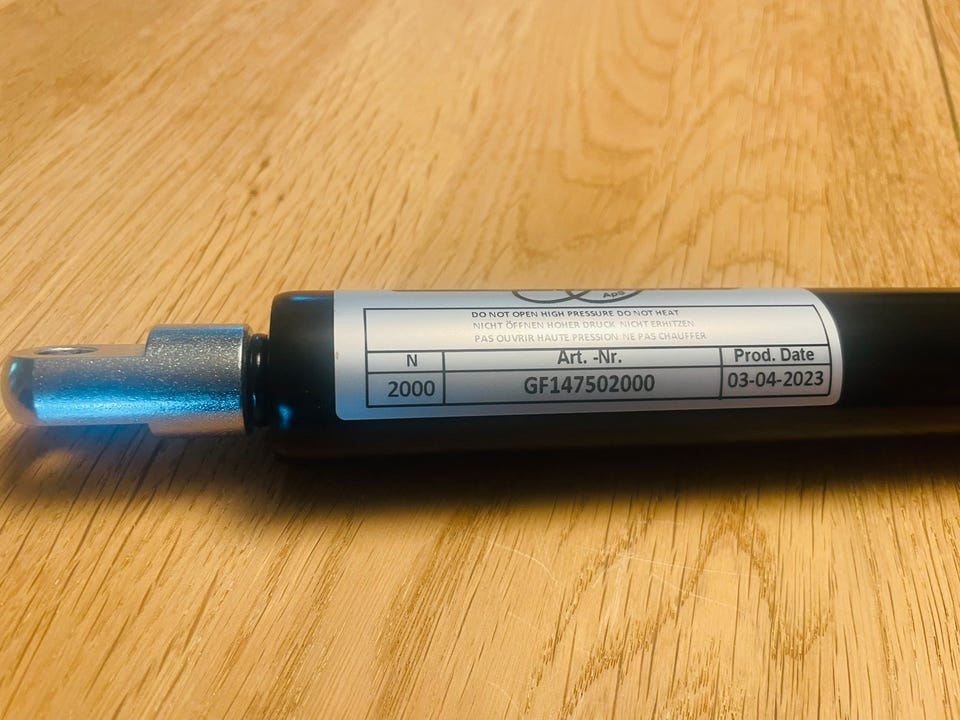 ApS
DO NOT OPEN HIGH PRESSURE DO NOT HEAT
NICHT ÖFFNEN HOHER DRUCK NICHT ERHITZEN
PAS OUVRIR HAUTE PRESSION NE PAS CHAUFFER
N Art. -Nr. Prod. Date
2000 GF147502000 03-04-2023